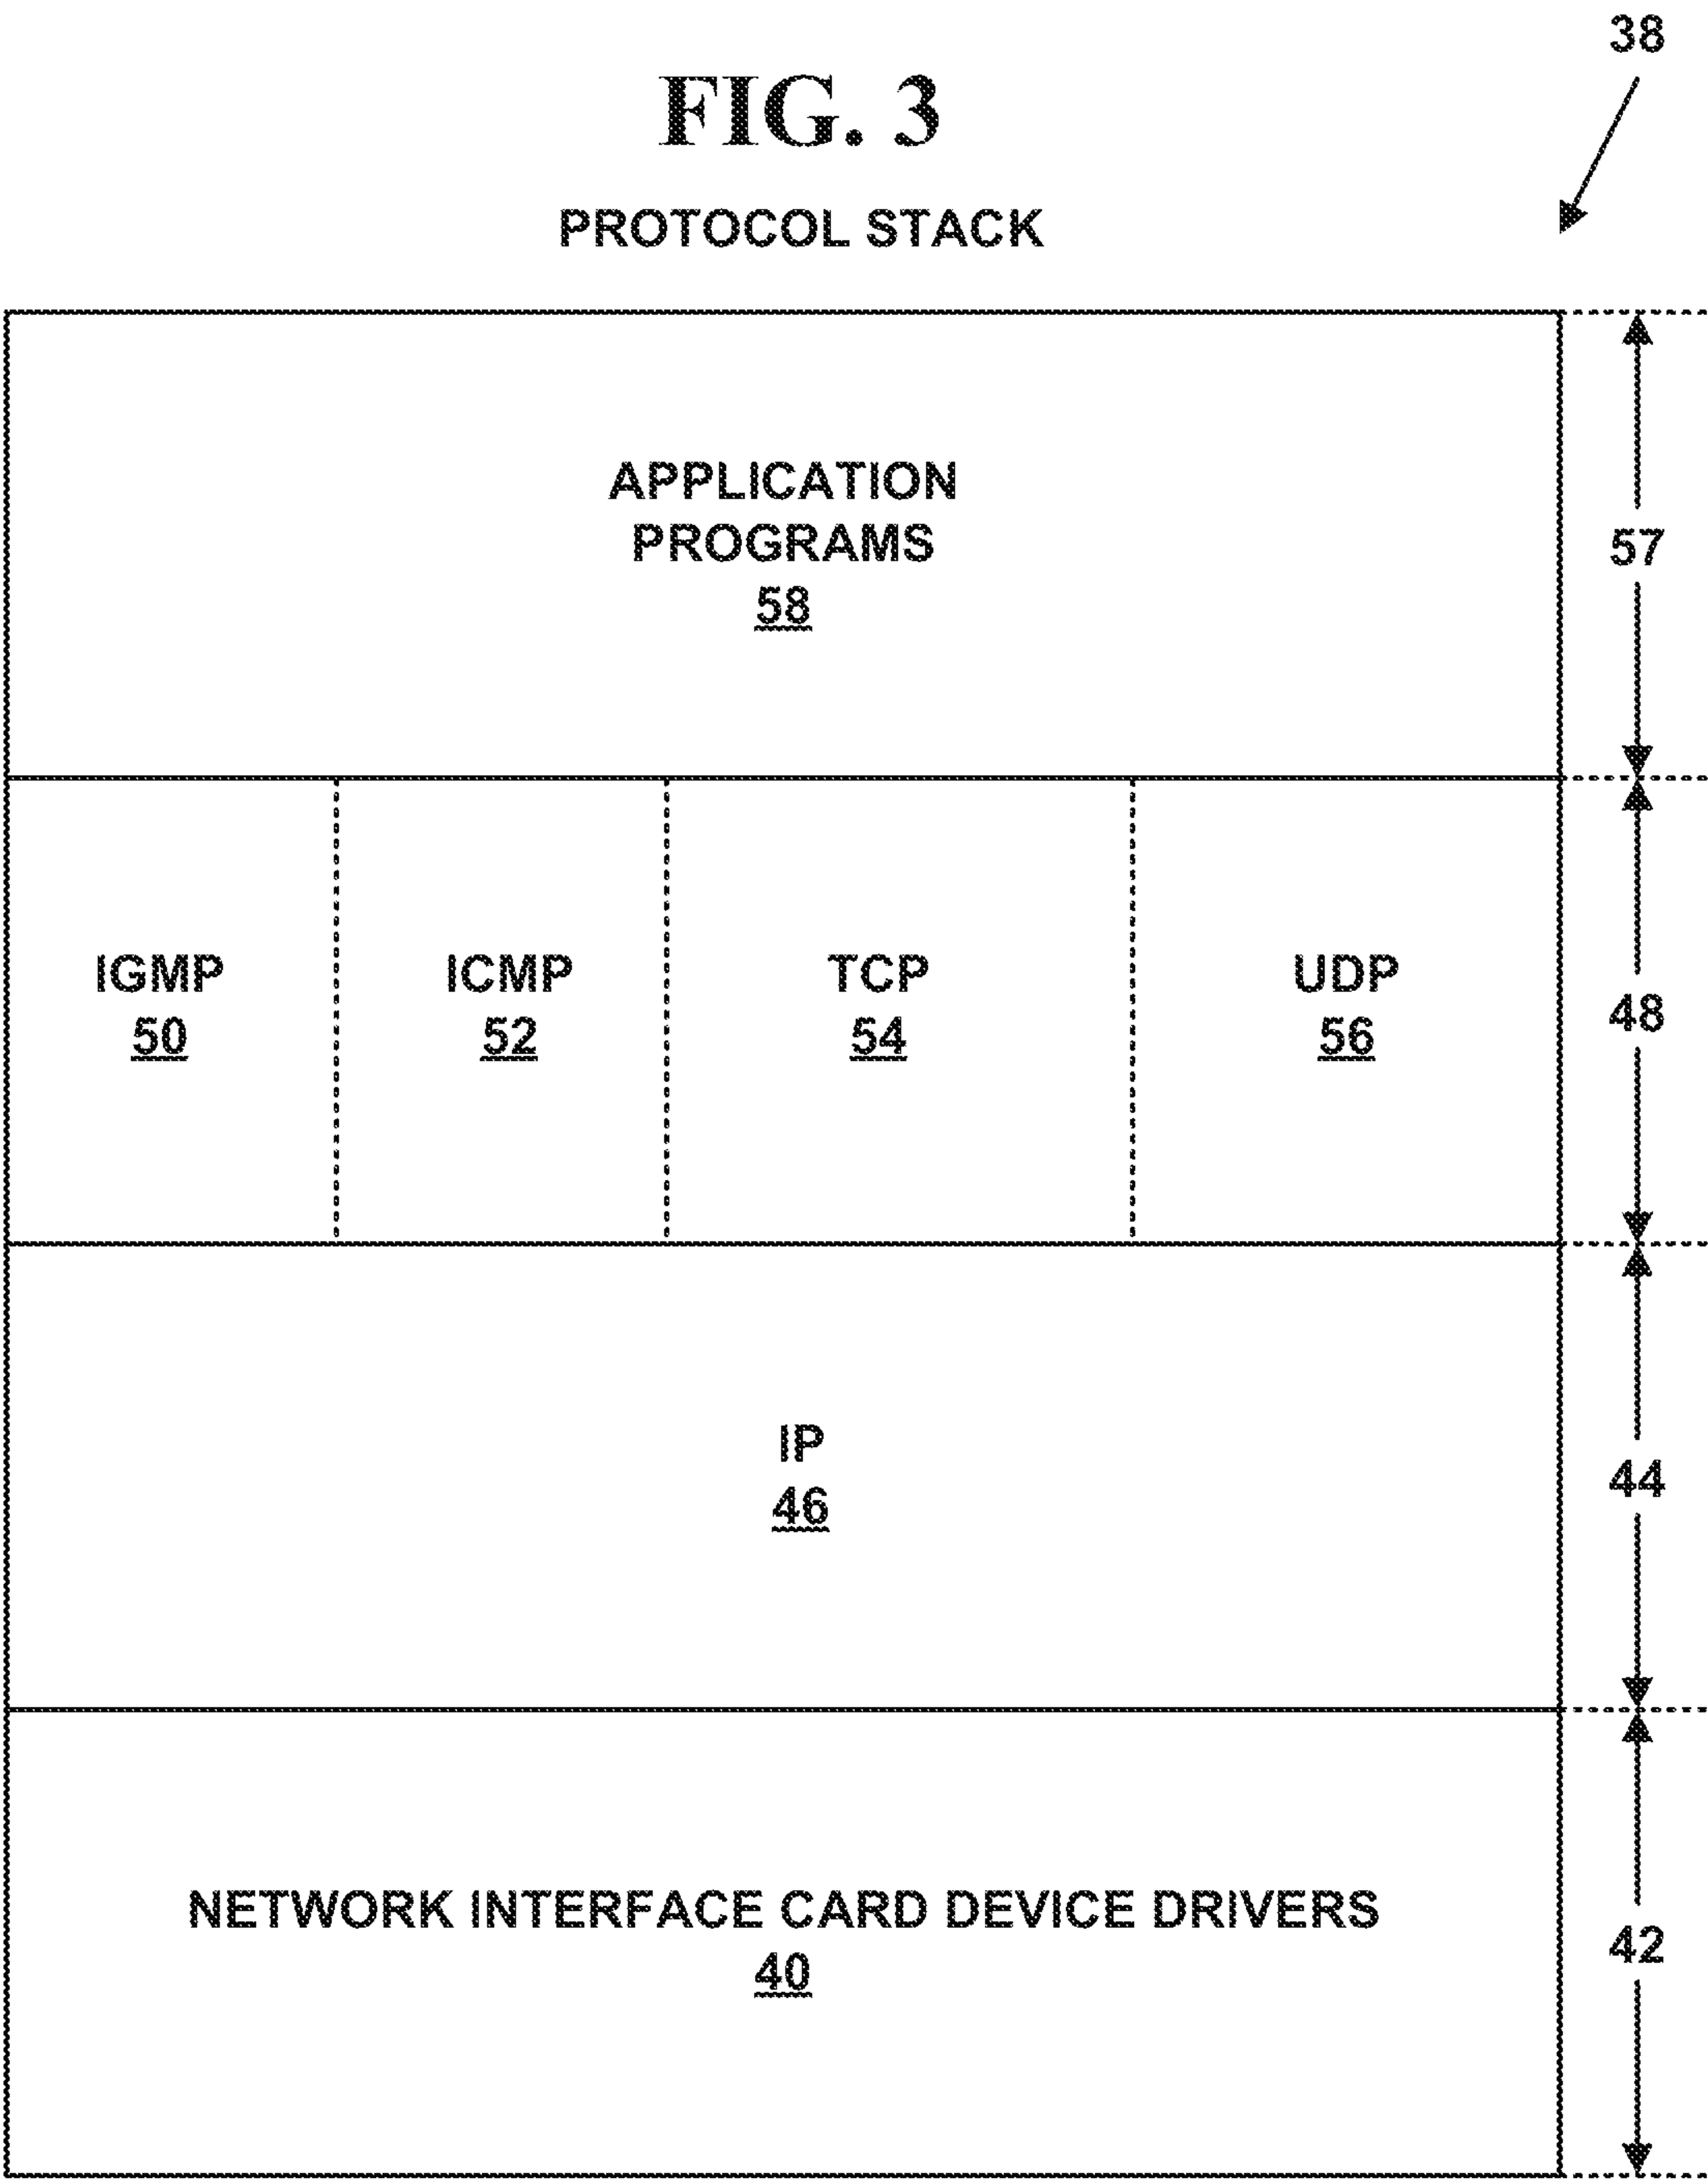 38
FIG. 3
PROTOCOL STACK
APPLICATION
PROGRAMS
58
57
IGMP
50
ICMP
52
TCP
54
UDP
56
48
IP
46
44
NETWORK INTERFACE CARD DEVICE DRIVERS
40
42